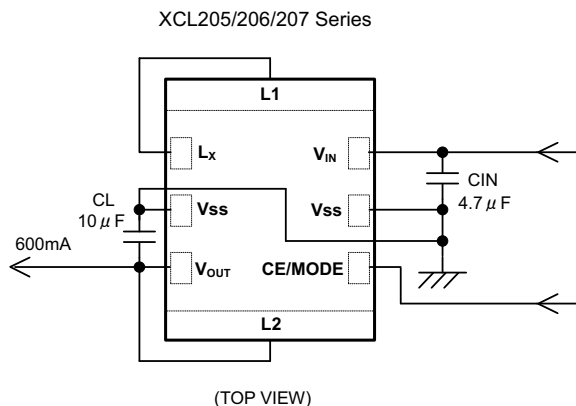 XCL205/206/207 Series
L1
Lx
VIN
CL
10μF
Vss
Vss
CIN
4.7μF
600mA
VOUT
CE/MODE
L2
(TOP VIEW)